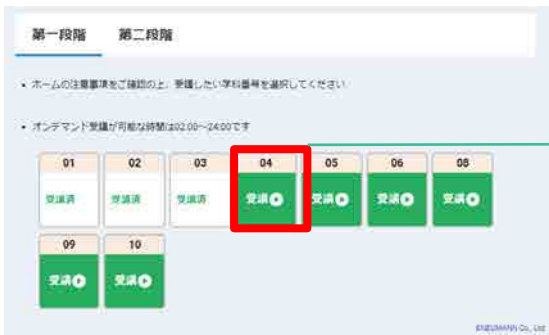 第一段階 第二段階
• ホームの注意事項をご確認の上、受講したい学科番号を選択してください
• オンデマンド受講が可能な時間は02:00～24:00です
01 02 03 04 05 06 08
受講済 受講済 受講済 受講 受講 受講 受講
09 10
受講 受講
ENEUMANN Co., Ltd